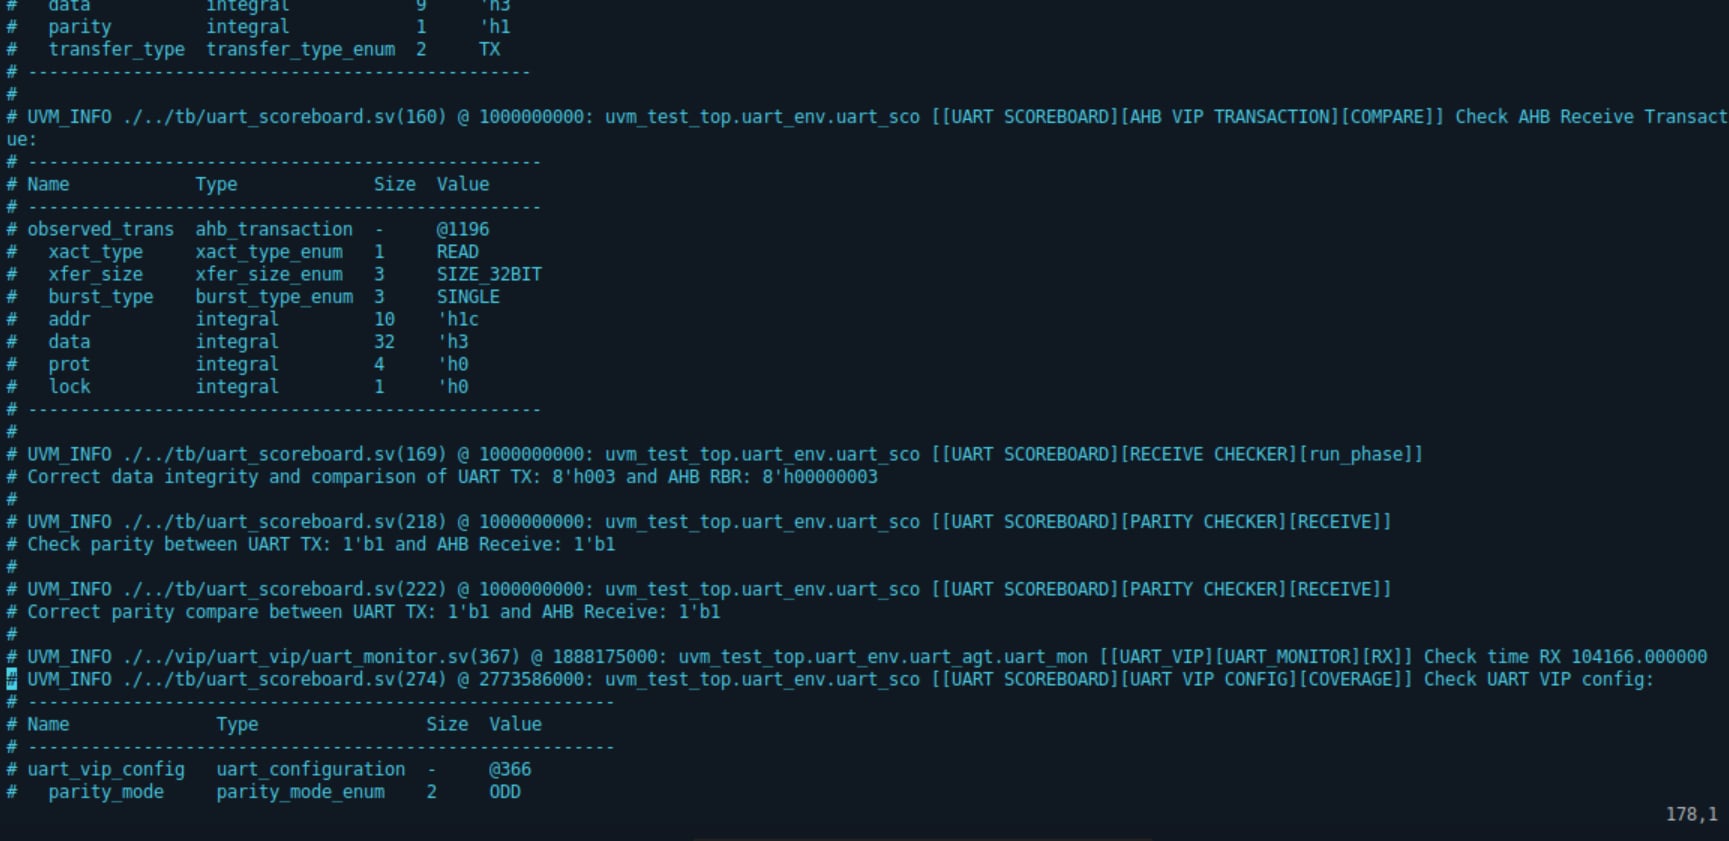 #   data           integral            9     'h3
#   parity         integral            1     'h1
#   transfer_type  transfer_type_enum  2     TX
# ------------------------------------------------
#
# UVM_INFO ./../tb/uart_scoreboard.sv(160) @ 1000000000: uvm_test_top.uart_env.uart_sco [[UART SCOREBOARD][AHB VIP TRANSACTION][COMPARE]] Check AHB Receive Transact
ue:
# -------------------------------------------------
# Name            Type             Size  Value
# -------------------------------------------------
# observed_trans  ahb_transaction  -     @1196
#   xact_type     xact_type_enum   1     READ
#   xfer_size     xfer_size_enum   3     SIZE_32BIT
#   burst_type    burst_type_enum  3     SINGLE
#   addr          integral         10    'h1c
#   data          integral         32    'h3
#   prot          integral         4     'h0
#   lock          integral         1     'h0
# -------------------------------------------------
#
# UVM_INFO ./../tb/uart_scoreboard.sv(169) @ 1000000000: uvm_test_top.uart_env.uart_sco [[UART SCOREBOARD][RECEIVE CHECKER][run_phase]]
# Correct data integrity and comparison of UART TX: 8'h003 and AHB RBR: 8'h00000003
#
# UVM_INFO ./../tb/uart_scoreboard.sv(218) @ 1000000000: uvm_test_top.uart_env.uart_sco [[UART SCOREBOARD][PARITY CHECKER][RECEIVE]]
# Check parity between UART TX: 1'b1 and AHB Receive: 1'b1
#
# UVM_INFO ./../tb/uart_scoreboard.sv(222) @ 1000000000: uvm_test_top.uart_env.uart_sco [[UART SCOREBOARD][PARITY CHECKER][RECEIVE]]
# Correct parity compare between UART TX: 1'b1 and AHB Receive: 1'b1
#
# UVM_INFO ./../vip/uart_vip/uart_monitor.sv(367) @ 1888175000: uvm_test_top.uart_env.uart_agt.uart_mon [[UART_VIP][UART_MONITOR][RX]] Check time RX 104166.000000
# UVM_INFO ./../tb/uart_scoreboard.sv(274) @ 2773586000: uvm_test_top.uart_env.uart_sco [[UART SCOREBOARD][UART VIP CONFIG][COVERAGE]] Check UART VIP config:
# --------------------------------------------------------
# Name              Type                Size  Value
# --------------------------------------------------------
# uart_vip_config   uart_configuration  -     @366
#   parity_mode     parity_mode_enum    2     ODD
178,1